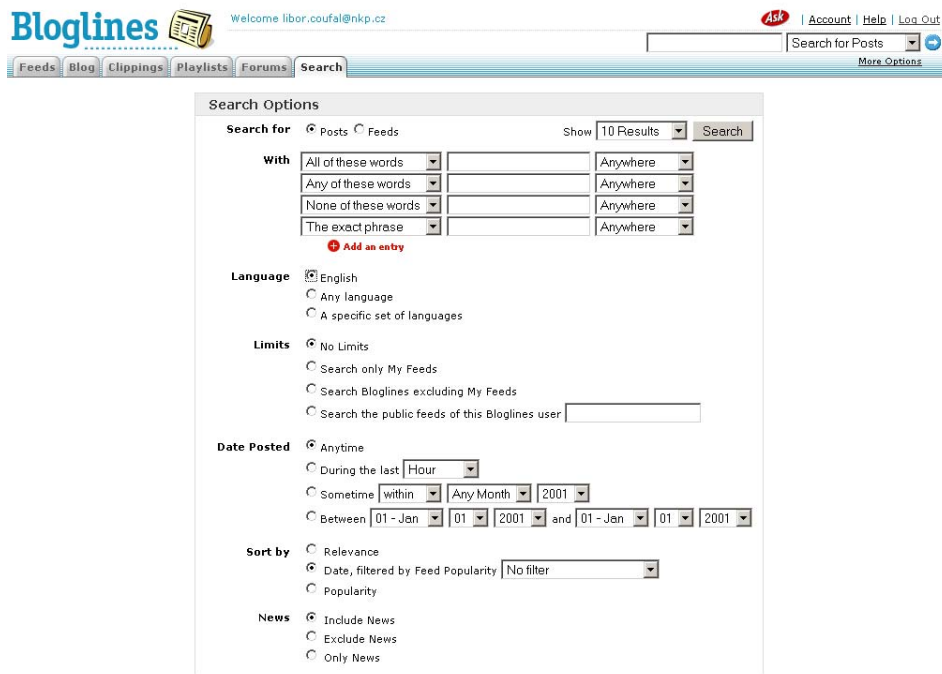 Bloglines
Welcome libor.coufal@nkp.cz
Ask | Account | Help | Log Out
Search for Posts
More Options
Feeds Blog Clippings Playlists Forums Search
Search Options
Search for Posts Feeds Show 10 Results Search
With All of these words Anywhere
Any of these words Anywhere
None of these words Anywhere
The exact phrase Anywhere
Add an entry
Language English
Any language
A specific set of languages
Limits No Limits
Search only My Feeds
Search Bloglines excluding My Feeds
Search the public feeds of this Bloglines user
Date Posted Anytime
During the last Hour
Sometime within Any Month 2001
Between 01 - Jan 01 2001 and 01 - Jan 01 2001
Sort by Relevance
Date, filtered by Feed Popularity No filter
Popularity
News Include News
Exclude News
Only News